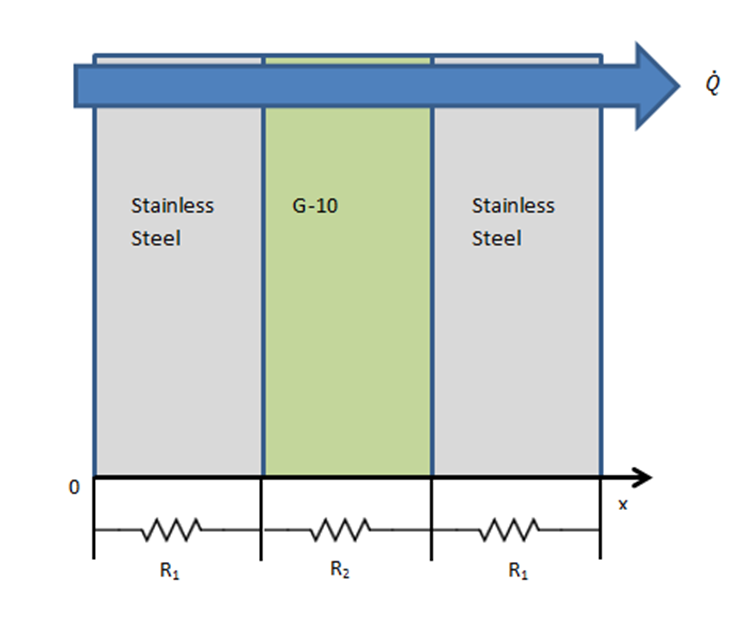 Q̇
Stainless
Steel
G-10
Stainless
Steel
0
x
R₁
R₂
R₁